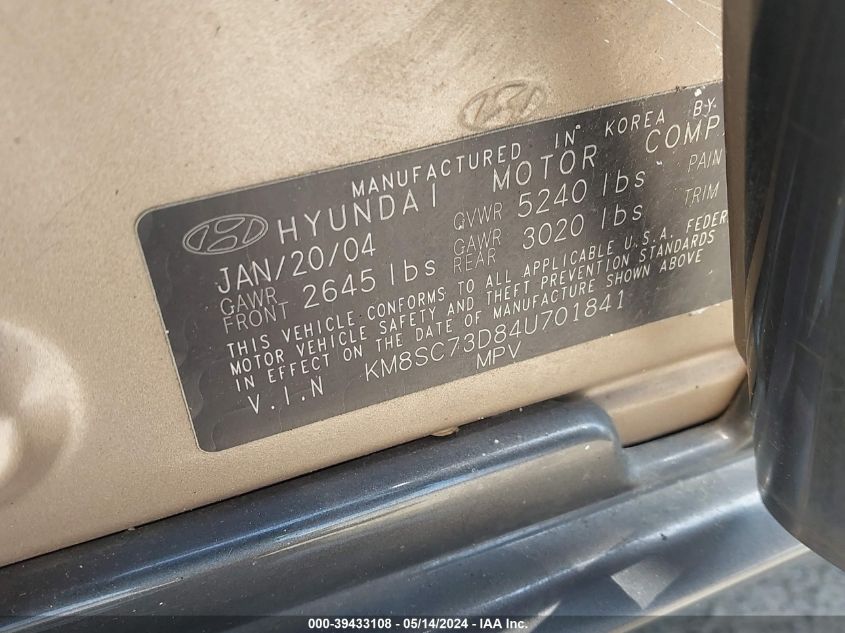 MANUFACTURED IN KOREA BY
HYUNDAI MOTOR COMP
JAN/20/04 GVWR 5240 lbs PAIN
GAWR FRONT 2645 lbs GAWR REAR 3020 lbs TRIM
THIS VEHICLE CONFORMS TO ALL APPLICABLE U.S.A. FEDER
MOTOR VEHICLE SAFETY AND THEFT PREVENTION STANDARDS
IN EFFECT ON THE DATE OF MANUFACTURE SHOWN ABOVE
V.I.N KM8SC73D84U701841
MPV
000-39433108 - 05/14/2024 - IAA Inc.